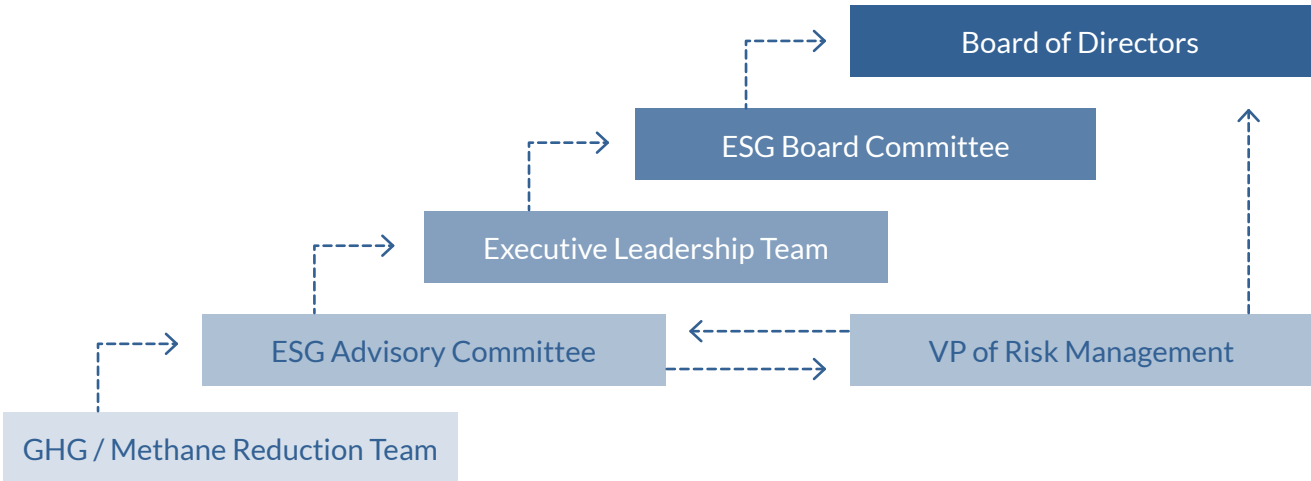 Board of Directors
ESG Board Committee
Executive Leadership Team
ESG Advisory Committee
VP of Risk Management
GHG / Methane Reduction Team